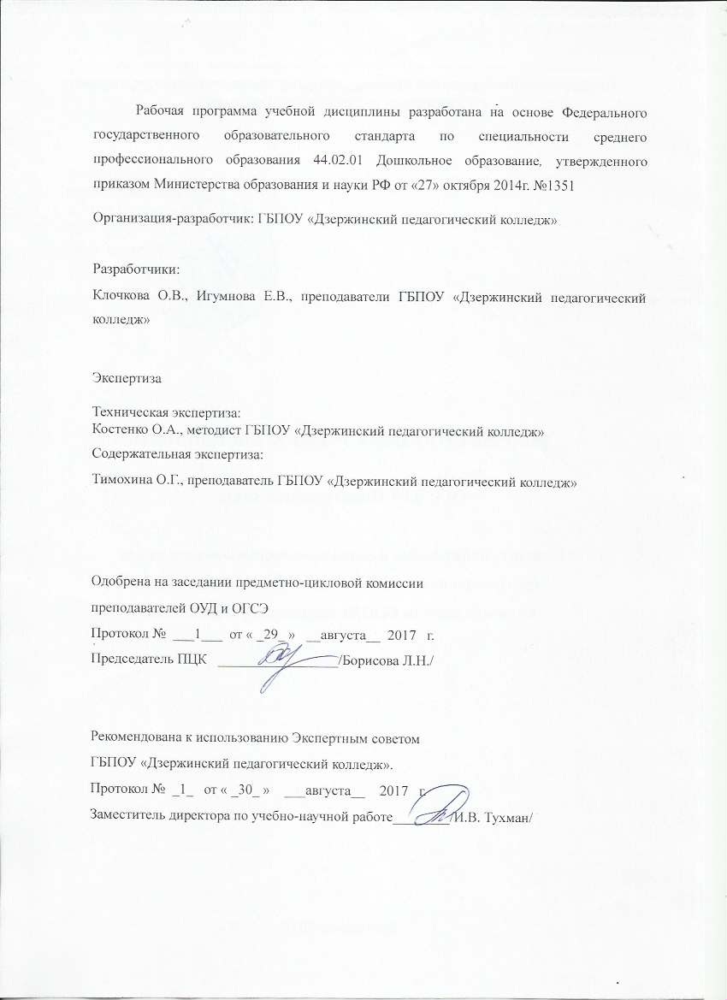 Рабочая программа учебной дисциплины разработана на основе Федерального
государственного образовательного стандарта по специальности среднего
профессионального образования 44.02.01 Дошкольное образование, утвержденного
приказом Министерства образования и науки РФ от «27» октября 2014г. №1351
Организация-разработчик: ГБПОУ «Дзержинский педагогический колледж»
Разработчики:
Клочкова О.В., Игумнова Е.В., преподаватели ГБПОУ «Дзержинский педагогический
колледж»
Экспертиза
Техническая экспертиза:
Костенко О.А., методист ГБПОУ «Дзержинский педагогический колледж»
Содержательная экспертиза:
Тимохина О.Г., преподаватель ГБПОУ «Дзержинский педагогический колледж»
Одобрена на заседании предметно-цикловой комиссии
преподавателей ОУД и ОГСЭ
Протокол № ___1___ от « _29_ » __августа__ 2017 г.
Председатель ПЦК __________________/Борисова Л.Н./
Рекомендована к использованию Экспертным советом
ГБПОУ «Дзержинский педагогический колледж».
Протокол № _1_ от « _30_ » ___августа__ 2017 г.
Заместитель директора по учебно-научной работе________/И.В. Тухман/